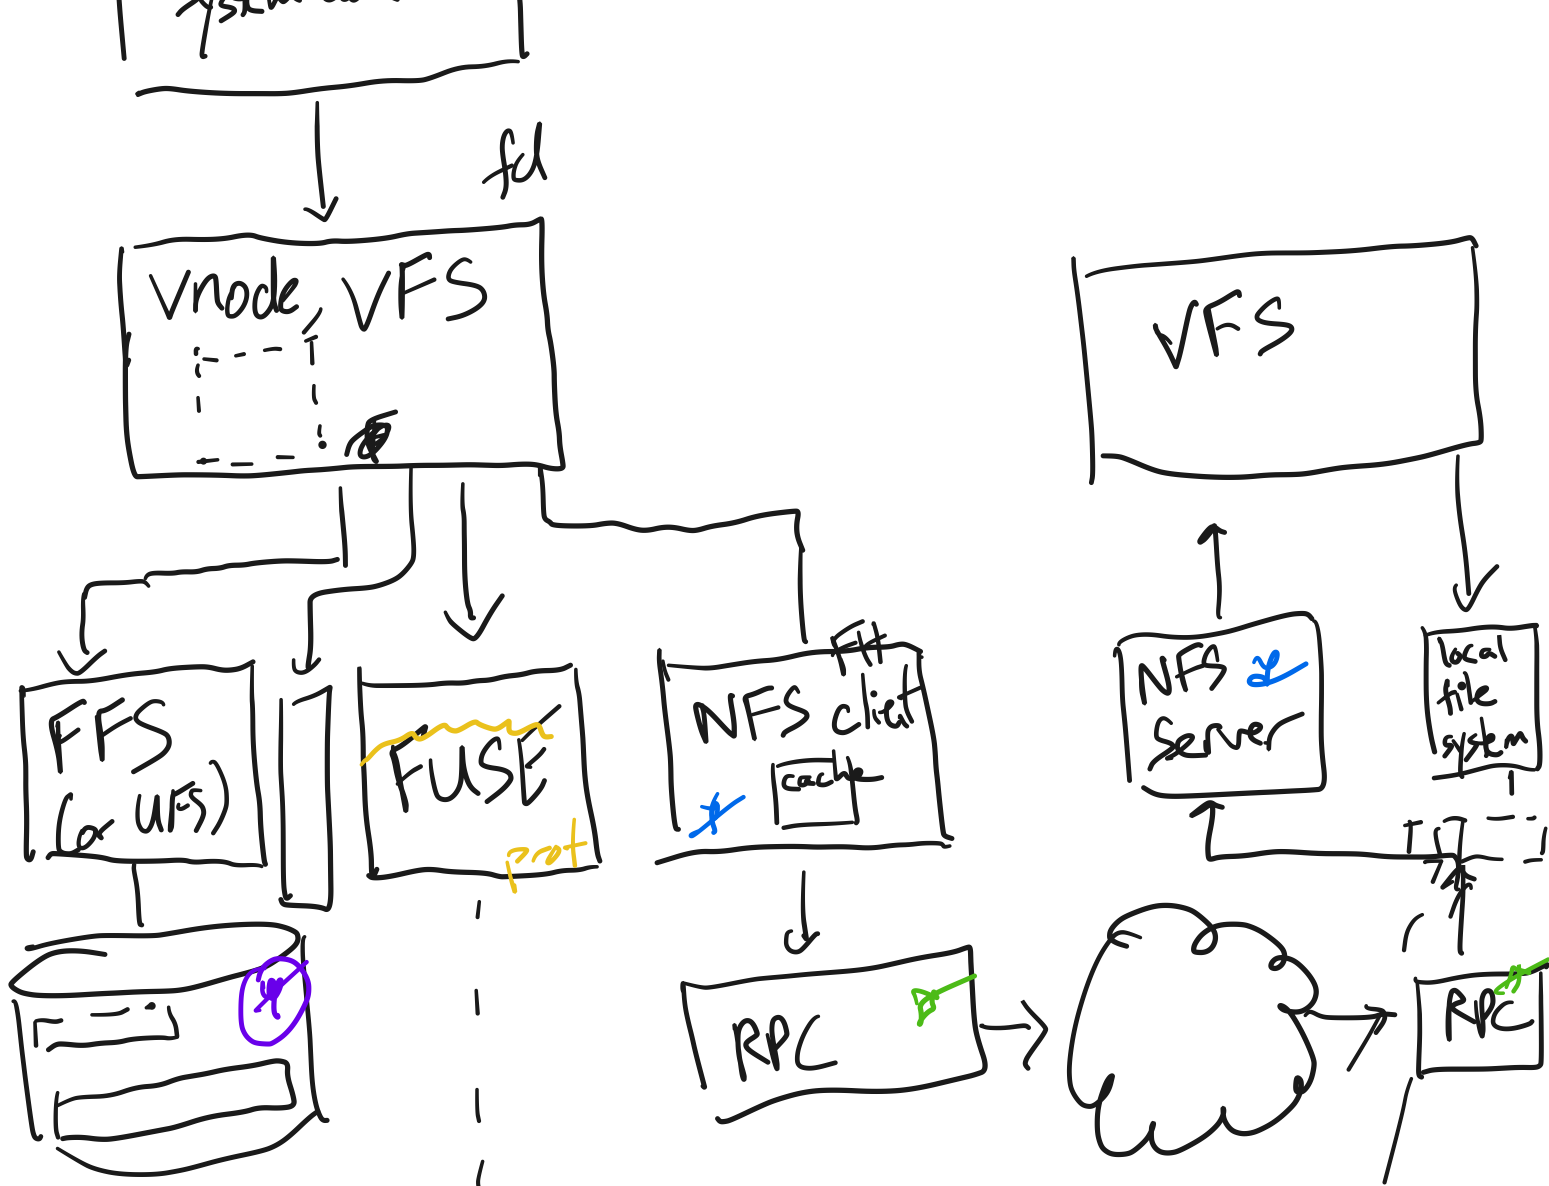 fd
vnode, VFS
VFS
FH
FFS
(or UFS)
FUSE
prot
NFS client
cache
NFS
server
local
file
system
RPC
RPC